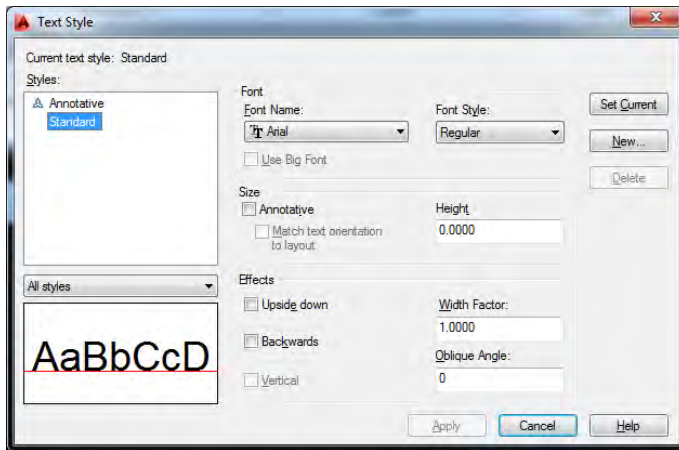 Text Style
Current text style: Standard
Styles:
Annotative
Standard
All styles
AaBbCcD
Font
Font Name:
Arial
Font Style:
Regular
Use Big Font
Size
Annotative
Match text orientation
to layout
Height
0.0000
Effects
Upside down
Backwards
Vertical
Width Factor:
1.0000
Oblique Angle:
0
Set Current
New...
Delete
Apply
Cancel
Help